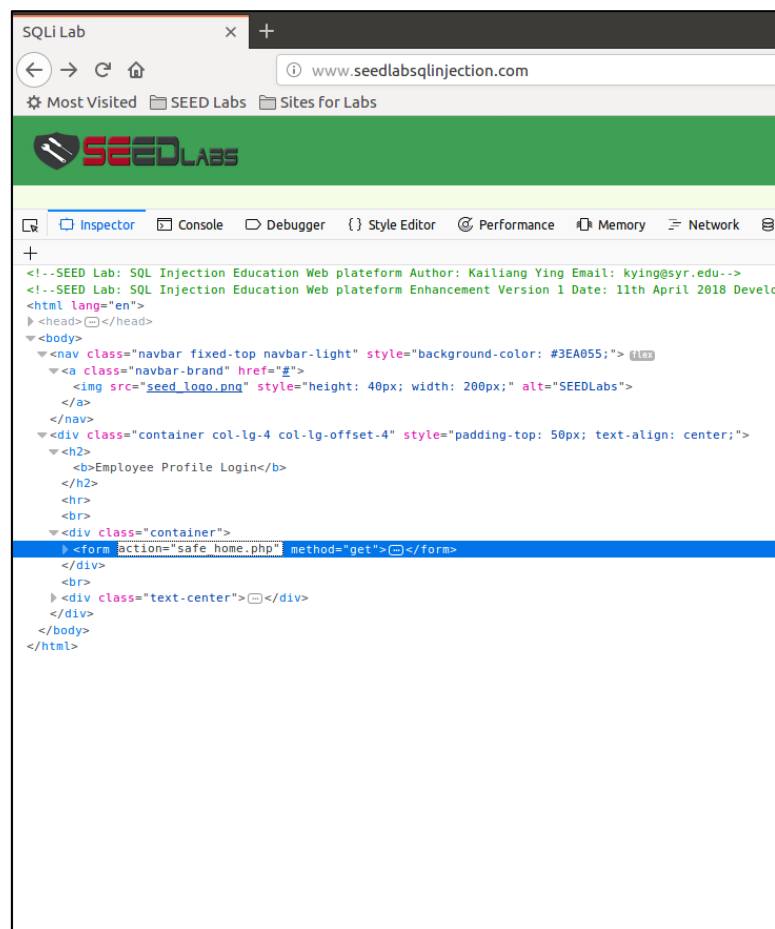 SQLi Lab
www.seedlabsqlinjection.com
Most Visited SEED Labs Sites for Labs
SEEDLABS
Inspector Console Debugger {} Style Editor Performance Memory Network
<!--SEED Lab: SQL Injection Education Web plateform Author: Kailiang Ying Email: kying@syr.edu-->
<!--SEED Lab: SQL Injection Education Web plateform Enhancement Version 1 Date: 11th April 2018 Develo
<html lang="en">
<head></head>
<body>
<nav class="navbar fixed-top navbar-light" style="background-color: #3EA055;"> flex
<a class="navbar-brand" href="#">
<img src="seed_logo.png" style="height: 40px; width: 200px;" alt="SEEDLabs">
</a>
</nav>
<div class="container col-lg-4 col-lg-offset-4" style="padding-top: 50px; text-align: center;">
<h2>
<b>Employee Profile Login</b>
</h2>
<hr>
<br>
<div class="container">
<form action="safe_home.php" method="get"></form>
</div>
<br>
<div class="text-center"></div>
</div>
</body>
</html>